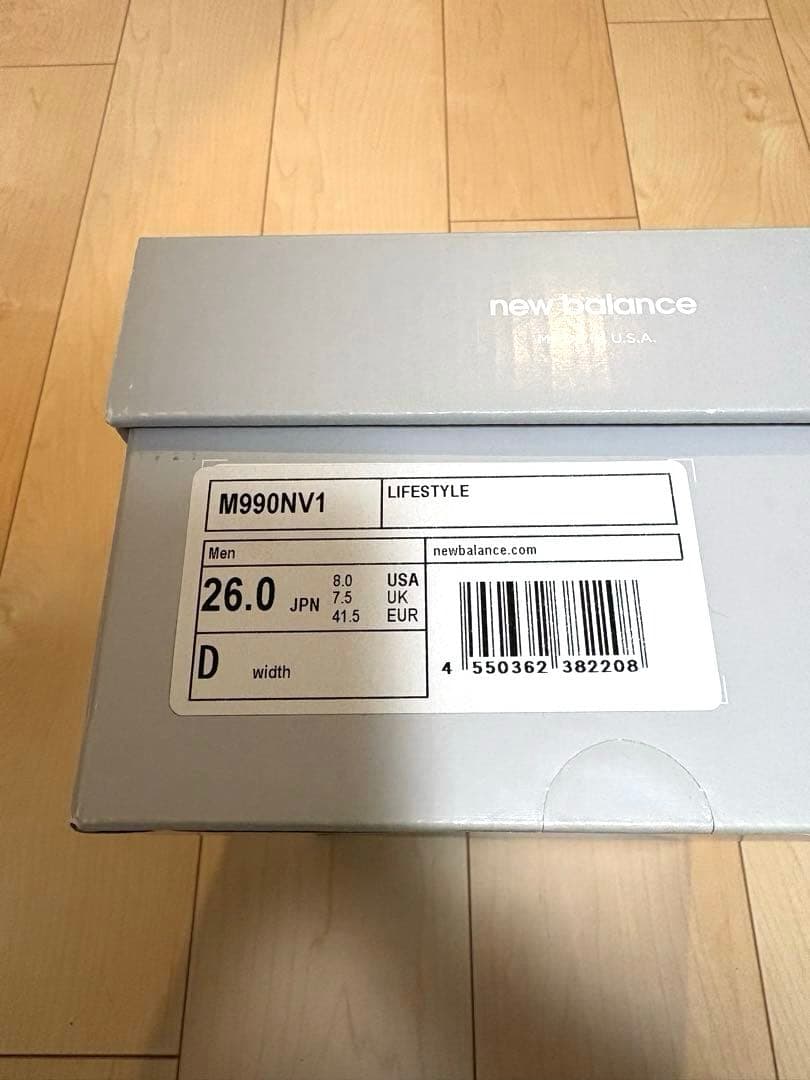 new balance
U.S.A.
M990NV1
LIFESTYLE
Men
newbalance.com
26.0 JPN
8.0 USA
7.5 UK
41.5 EUR
D width
4 550362 382208